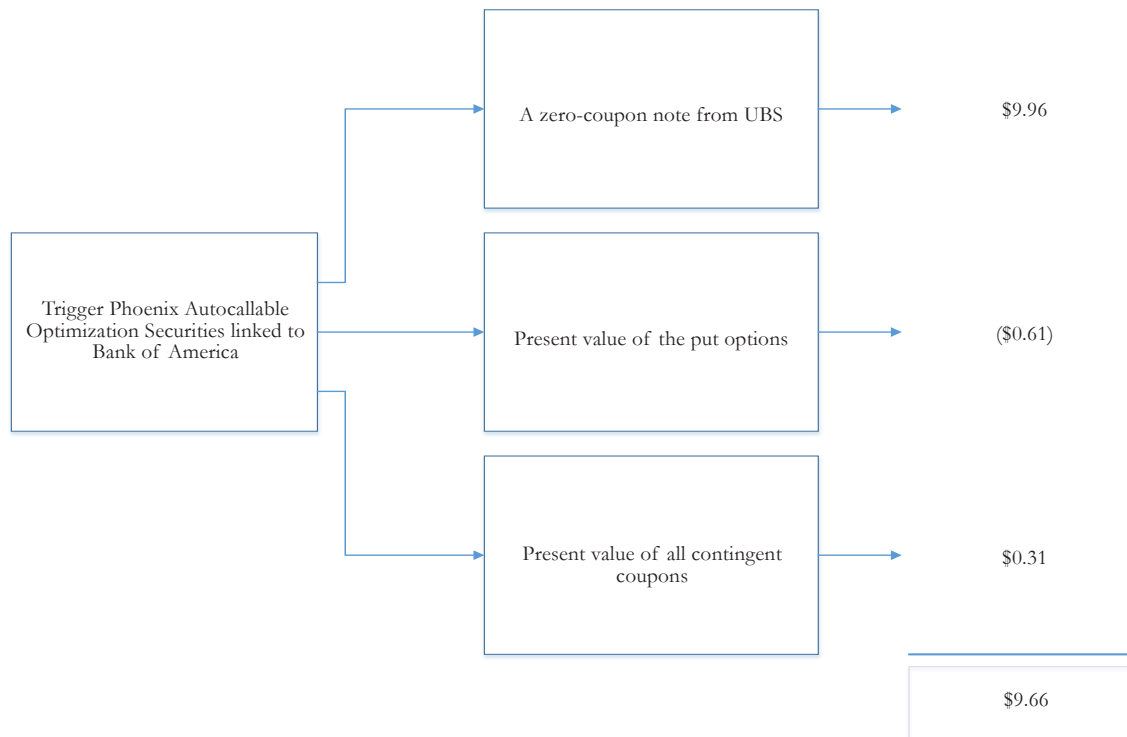 A zero-coupon note from UBS
$9.96
Trigger Phoenix Autocallable
Optimization Securities linked to
Bank of America
Present value of the put options
($0.61)
Present value of all contingent
coupons
$0.31
$9.66